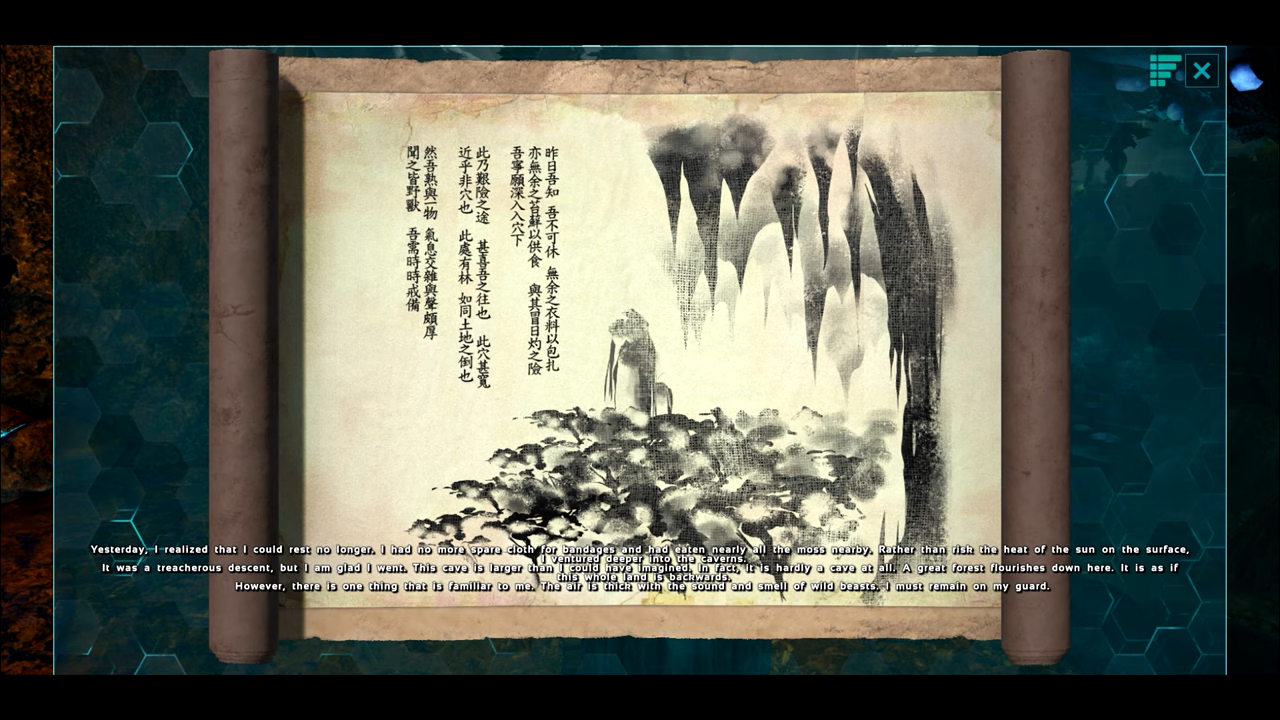 昨日吾知 吾不可休 無余之衣料以包扎
亦無余之苔蘚以供食 與其冒日灼之險
吾寧願深入入穴下
此乃艱險之途 甚喜吾之往也 此穴甚寬
近乎非穴也 此處有林 如同土地之倒也
然吾熟與一物 氣息交雜與聲頗厚
聞之皆野獸 吾需時時戒備
Yesterday, I realized that I could rest no longer. I had no more spare cloth for bandages and had eaten nearly all the moss nearby. Rather than risk the heat of the sun on the surface,
I ventured deeper into the caverns.
It was a treacherous descent, but I am glad I went. This cave is larger than I could have imagined. In fact, it is hardly a cave at all. A great forest flourishes down here. It is as if
this whole land is backwards.
However, there is one thing that is familiar to me. The air is thick with the sound and smell of wild beasts. I must remain on my guard.